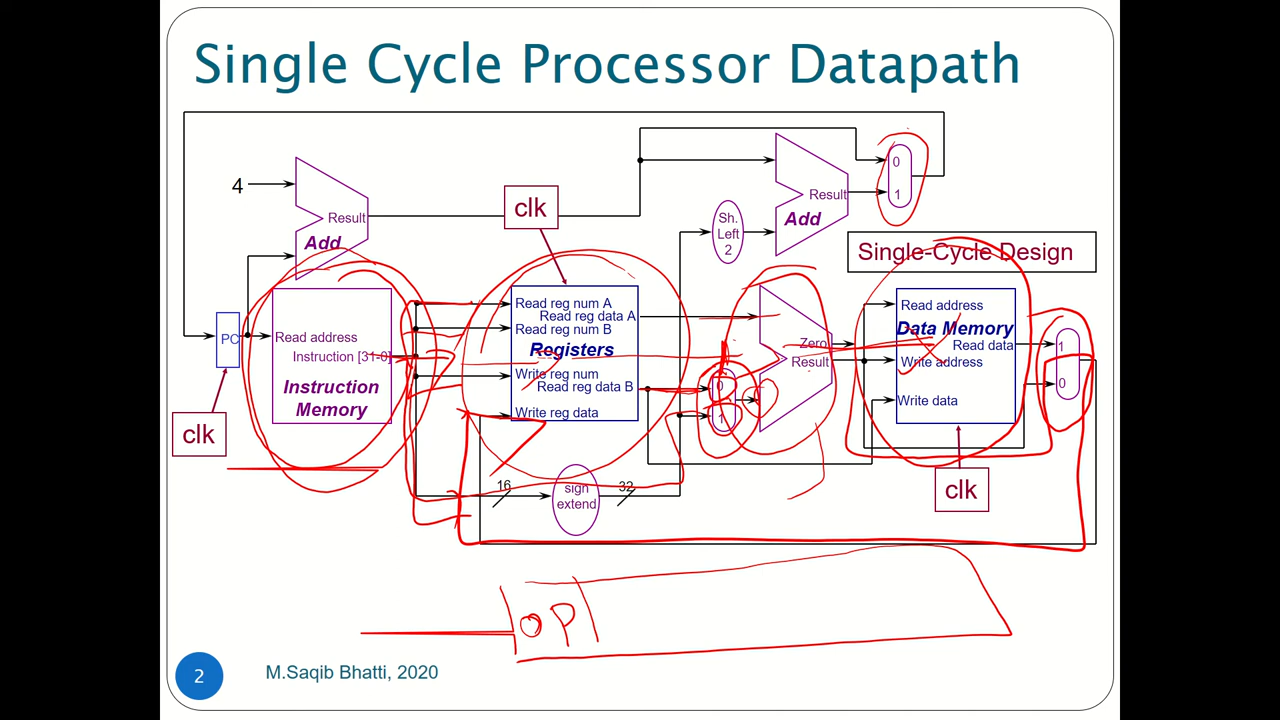 Single Cycle Processor Datapath
4
Result
Add
clk
Sh.
Left
2
Result
Add
0
1
Single-Cycle Design
PC
Read address
Instruction [31-0]
Instruction
Memory
clk
Read reg num A
Read reg data A
Read reg num B
Registers
Write reg num
Read reg data B
Write reg data
16
sign
extend
32
0
1
Zero
Result
Read address
Data Memory
Read data
Write address
Write data
clk
1
0
OP
2
M.Saqib Bhatti, 2020